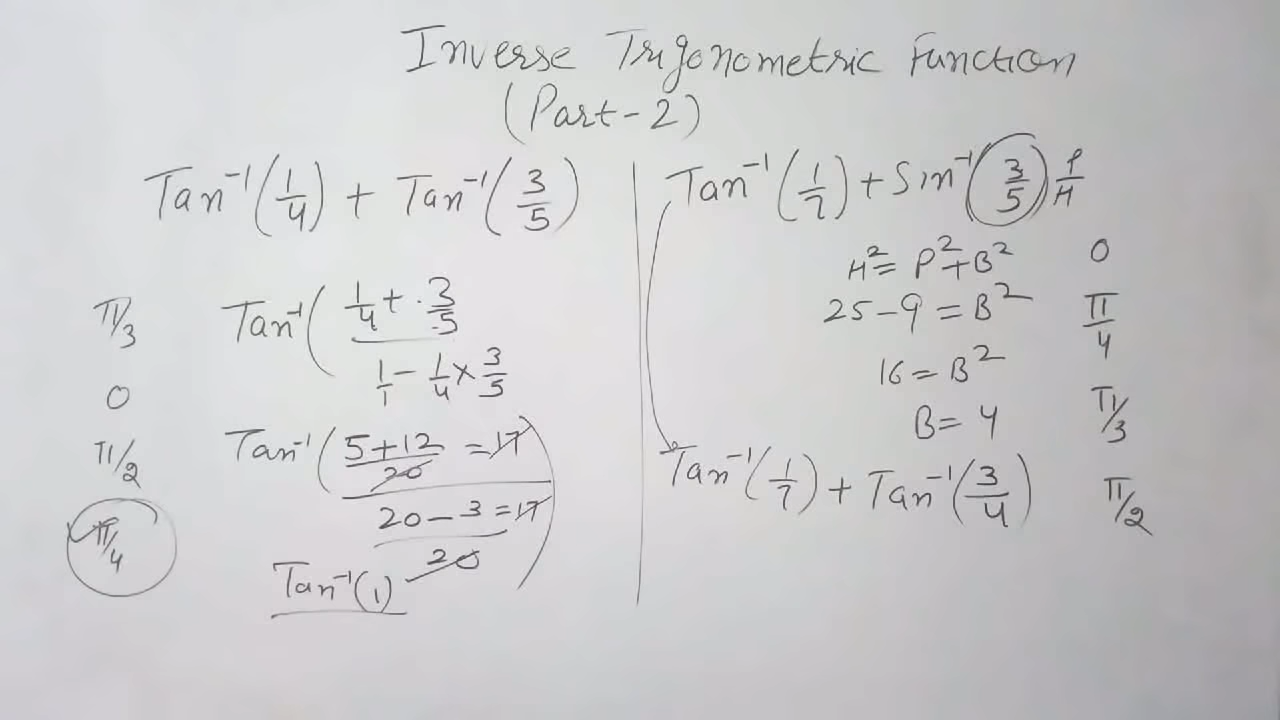 Inverse Trigonometric Function
(Part-2)
Tan⁻¹(1/4) + Tan⁻¹(3/5)
Tan⁻¹( (1/4 + 3/5) / (1/1 - 1/4 × 3/5)
Tan⁻¹( ((5+12)/20 = 17) / ((20-3 = 17)/20) )
Tan⁻¹(1)
π/3
0
π/2
π/4
Tan⁻¹(1/7) + Sin⁻¹(3/5) P/H
H² = P² + B²
25 - 9 = B²
16 = B²
B = 4
Tan⁻¹(1/7) + Tan⁻¹(3/4)
0
π/4
π/3
π/2